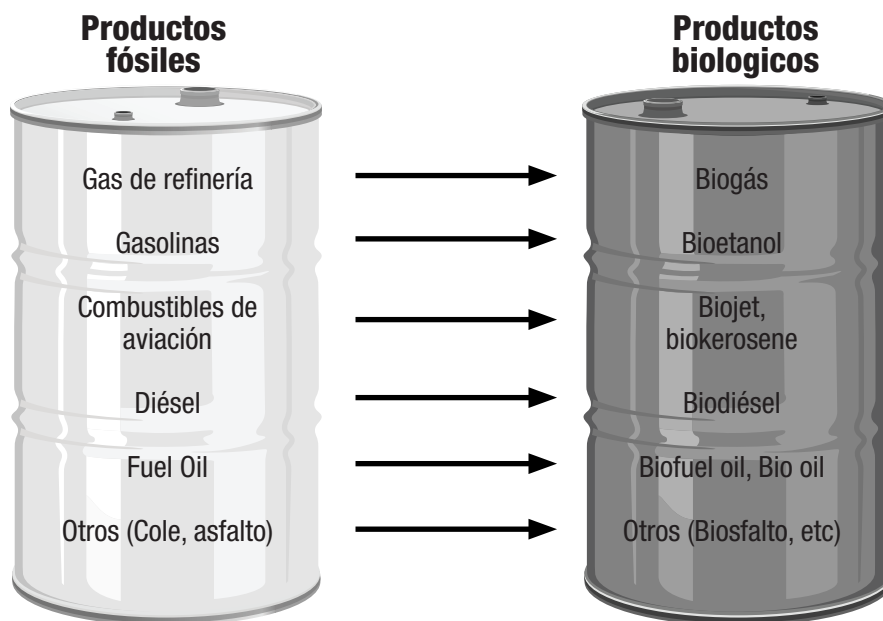 Productos
fósiles
Productos
biologicos
Gas de refinería
Biogás
Gasolinas
Bioetanol
Combustibles de
aviación
Biojet,
biokerosene
Diésel
Biodiésel
Fuel Oil
Biofuel oil, Bio oil
Otros (Cole, asfalto)
Otros (Biosfalto, etc)